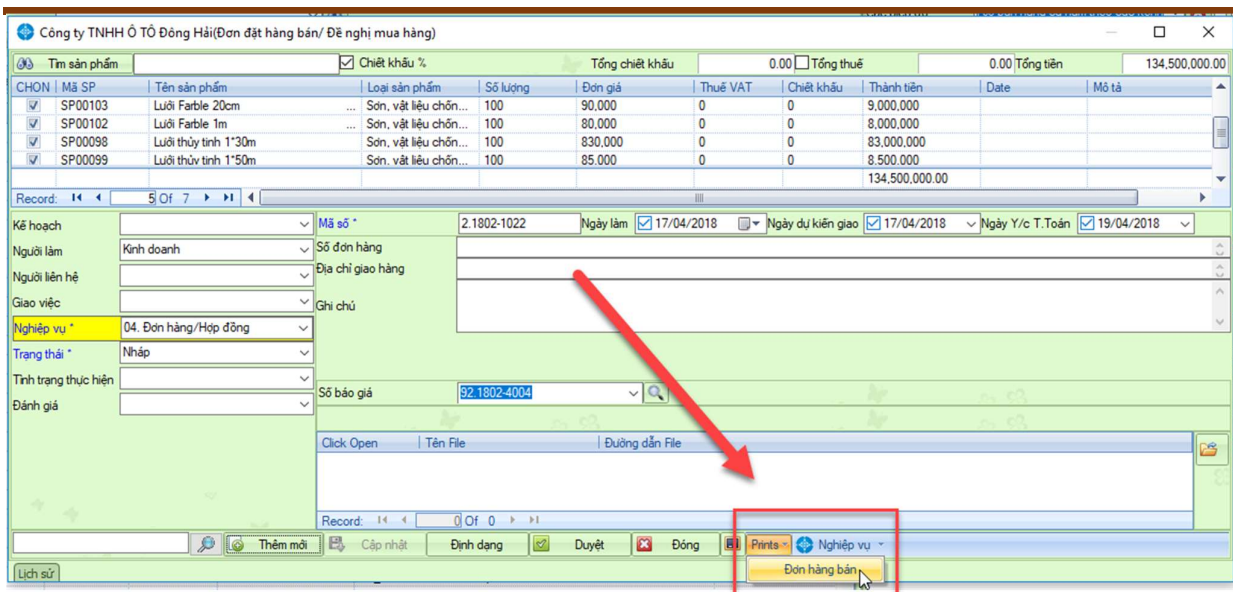 Công ty TNHH Ô TÔ Đông Hải(Đơn đặt hàng bán/ Đề nghị mua hàng)
Tìm sản phẩm Chiết khấu % Tổng chiết khấu 0.00 Tổng thuế 0.00 Tổng tiền 134,500,000.00
CHON Mã SP Tên sản phẩm Loại sản phẩm Số lượng Đơn giá Thuế VAT Chiết khấu Thành tiền Date Mô tả
SP00103 Lưới Farble 20cm ... Sơn, vật liệu chốn... 100 90,000 0 0 9,000,000
SP00102 Lưới Farble 1m ... Sơn, vật liệu chốn... 100 80,000 0 0 8,000,000
SP00098 Lưới thủy tinh 1*30m Sơn, vật liệu chốn... 100 830,000 0 0 83,000,000
SP00099 Lưới thủy tinh 1*50m Sơn, vật liệu chốn... 100 85.000 0 0 8.500.000
134,500,000.00
Record: 5 Of 7
Kế hoạch Mã số * 2.1802-1022 Ngày làm 17/04/2018 Ngày dự kiến giao 17/04/2018 Ngày Y/c T.Toán 19/04/2018
Người làm Kinh doanh Số đơn hàng
Người liên hệ Địa chỉ giao hàng
Giao việc Ghi chú
Nghiệp vụ * 04. Đơn hàng/Hợp đồng
Trạng thái * Nháp
Tình trạng thực hiện
Số báo giá 92.1802-4004
Đánh giá
Click Open Tên File Đường dẫn File
Record: 0 Of 0
Thêm mới Cập nhật Định dạng Duyệt Đóng Prints Nghiệp vụ
Đơn hàng bán
Lịch sử